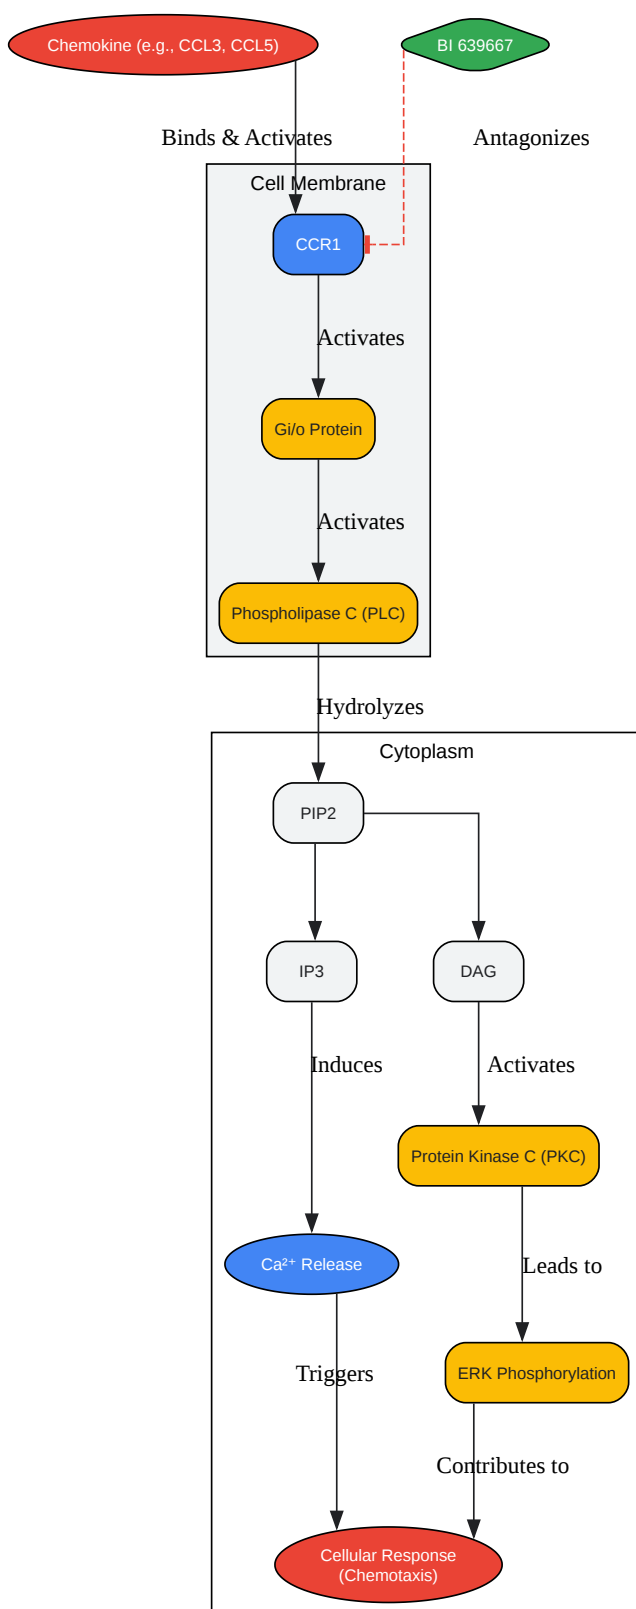 Chemokine (e.g., CCL3, CCL5)
BI 639667
Binds & Activates
Antagonizes
Cell Membrane
CCR1
Activates
Gi/o Protein
Activates
Phospholipase C (PLC)
Hydrolyzes
Cytoplasm
PIP2
IP3
DAG
Induces
Activates
Protein Kinase C (PKC)
Ca²⁺ Release
Leads to
Triggers
ERK Phosphorylation
Contributes to
Cellular Response
(Chemotaxis)